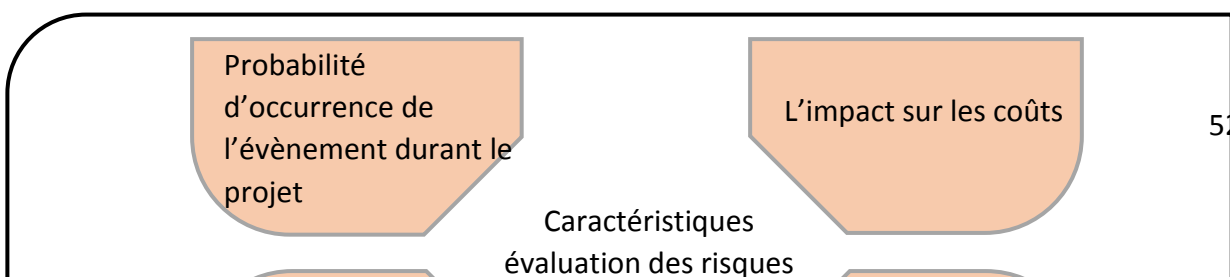 Probabilité
d’occurrence de
l’évènement durant le
projet
L’impact sur les coûts
52
Caractéristiques
évaluation des risques